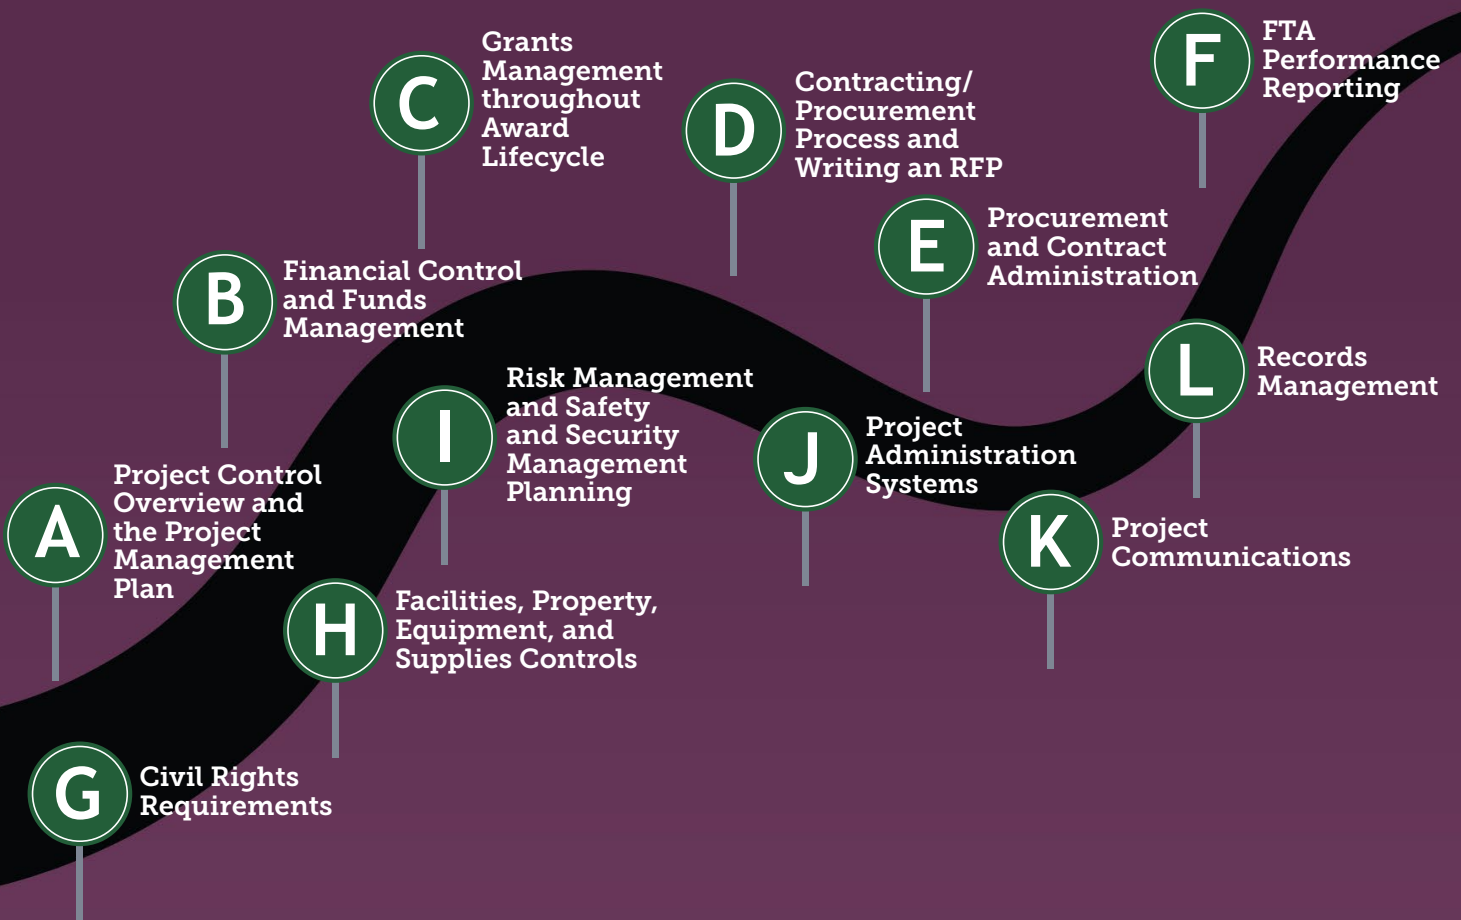 A
Project Control
Overview and
the Project
Management
Plan
B
Financial Control
and Funds
Management
C
Grants
Management
throughout
Award
Lifecycle
D
Contracting/
Procurement
Process and
Writing an RFP
E
Procurement
and Contract
Administration
F
FTA
Performance
Reporting
G
Civil Rights
Requirements
H
Facilities, Property,
Equipment, and
Supplies Controls
I
Risk Management
and Safety
and Security
Management
Planning
J
Project
Administration
Systems
K
Project
Communications
L
Records
Management